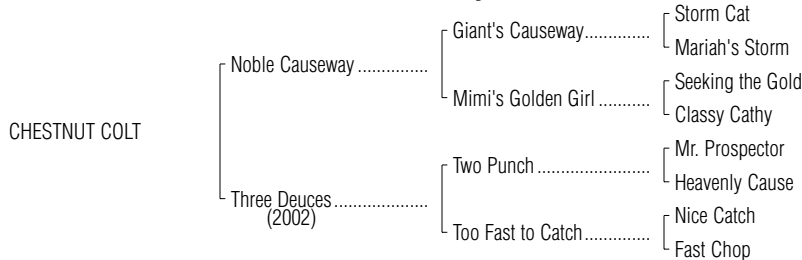 Storm Cat
Giant's Causeway..............
Mariah's Storm
Noble Causeway ...............
Seeking the Gold
Mimi's Golden Girl ...........
Classy Cathy
CHESTNUT COLT
Mr. Prospector
Two Punch ........................
Heavenly Cause
Three Deuces....................
(2002)
Nice Catch
Too Fast to Catch..............
Fast Chop